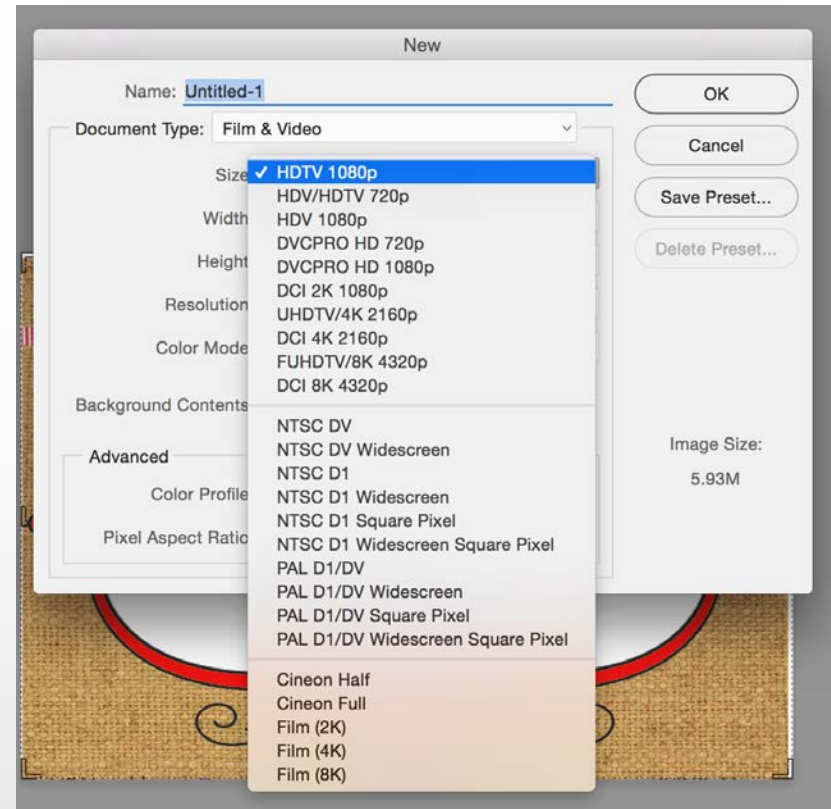 New
Name: Untitled-1
OK
Document Type: Film & Video
Cancel
Size ✓ HDTV 1080p
HDV/HDTV 720p
Save Preset...
Width
HDV 1080p
DVCPRO HD 720p
Delete Preset...
Height
DVCPRO HD 1080p
DCI 2K 1080p
Resolution
UHDTV/4K 2160p
DCI 4K 2160p
Color Mode
FUHDTV/8K 4320p
DCI 8K 4320p
Background Contents
NTSC DV
NTSC DV Widescreen
Image Size:
Advanced
NTSC D1
5.93M
Color Profile
NTSC D1 Widescreen
NTSC D1 Square Pixel
Pixel Aspect Ratio
NTSC D1 Widescreen Square Pixel
PAL D1/DV
PAL D1/DV Widescreen
PAL D1/DV Square Pixel
PAL D1/DV Widescreen Square Pixel
Cineon Half
Cineon Full
Film (2K)
Film (4K)
Film (8K)